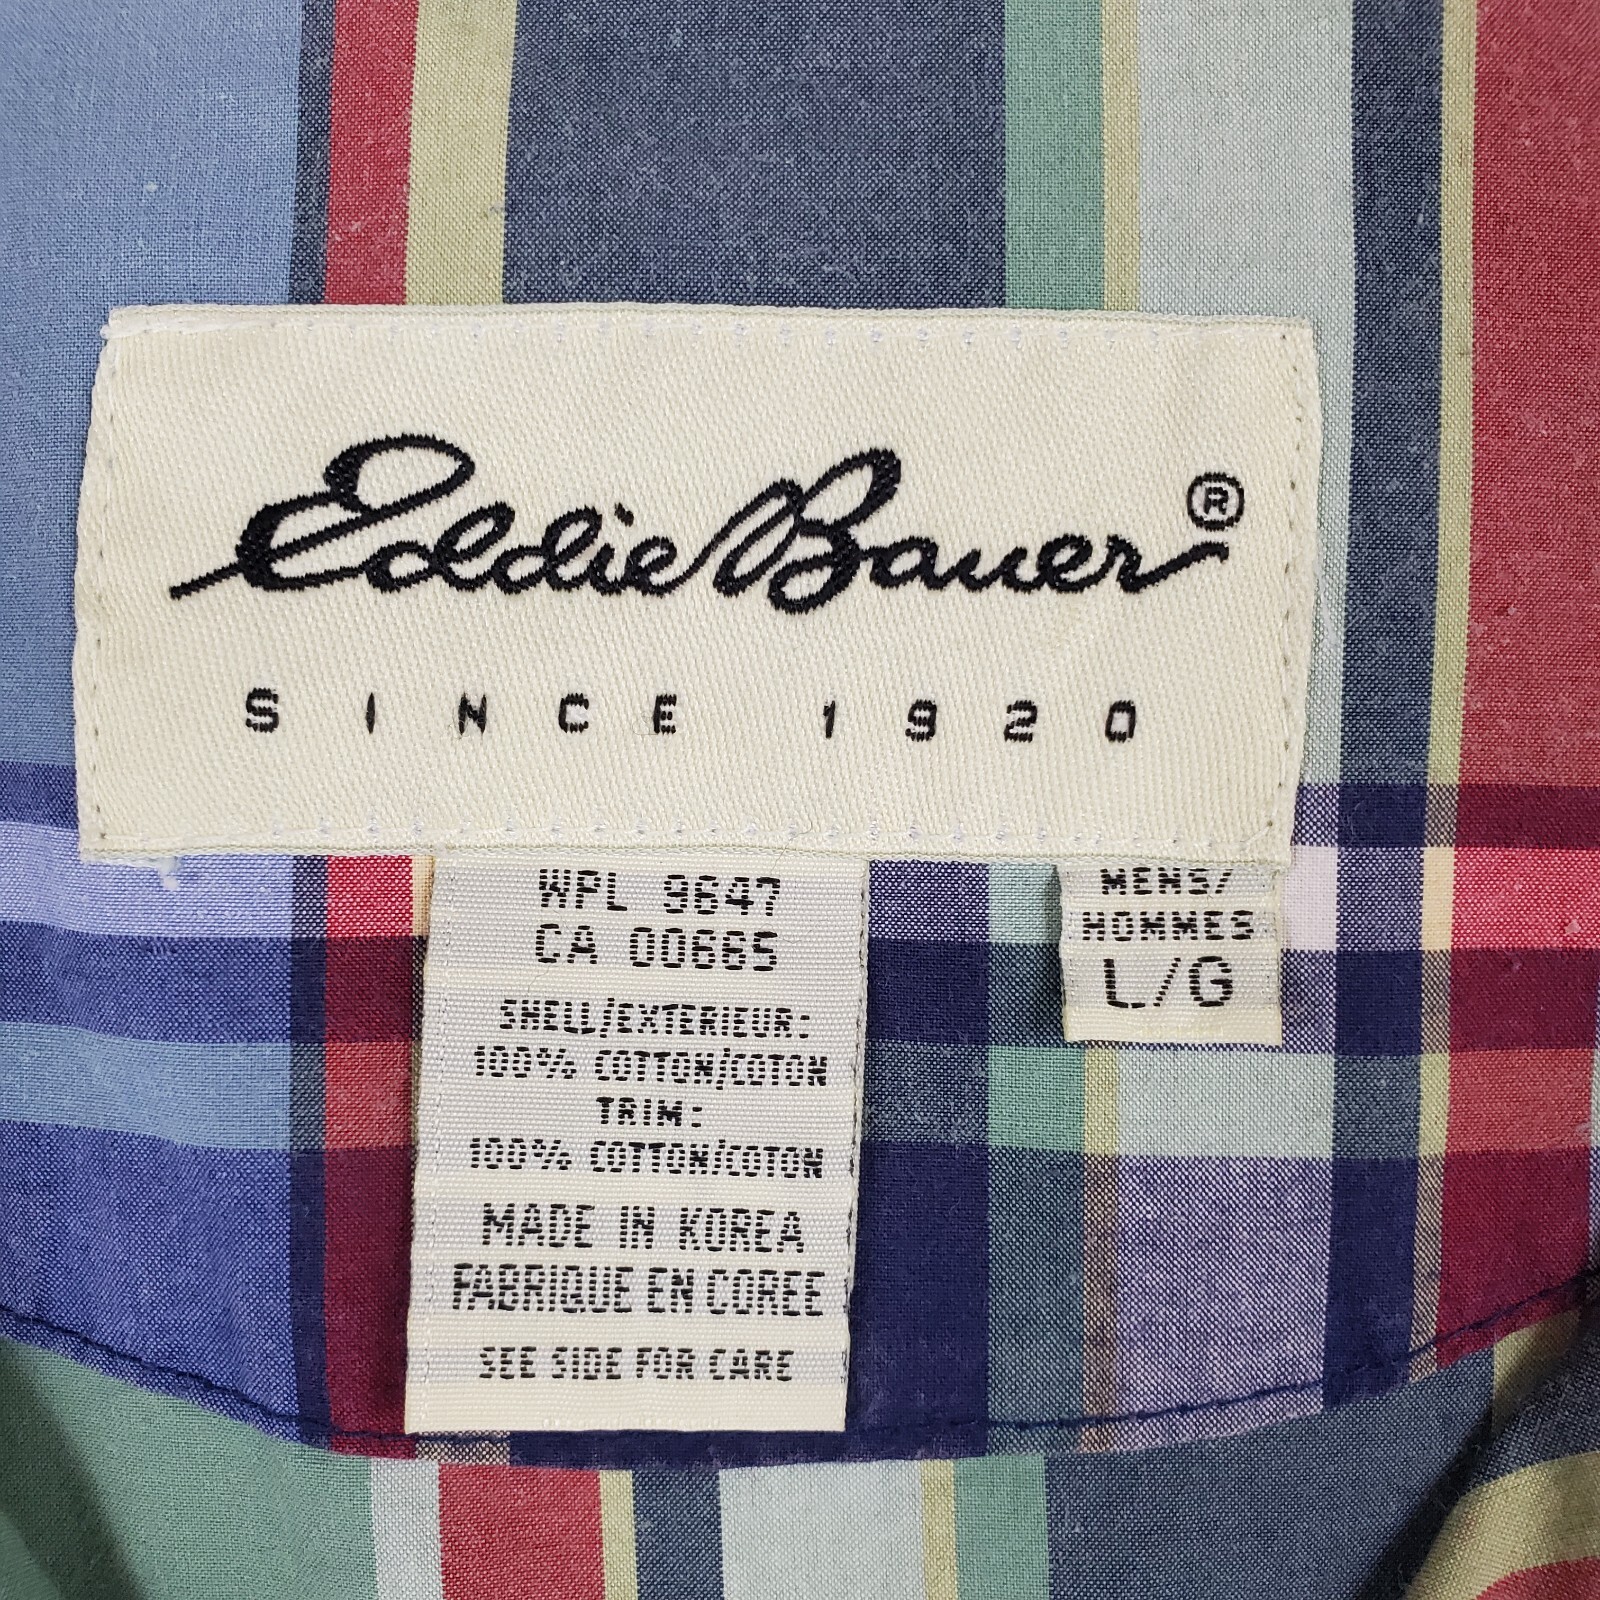 Eddie Bauer®
SINCE 1920
WPL 9647
CA 00665
SHELL/EXTERIEUR:
100% COTTON/COTON
TRIM:
100% COTTON/COTON
MADE IN KOREA
FABRIQUE EN COREE
SEE SIDE FOR CARE
MENS/
HOMMES
L/G